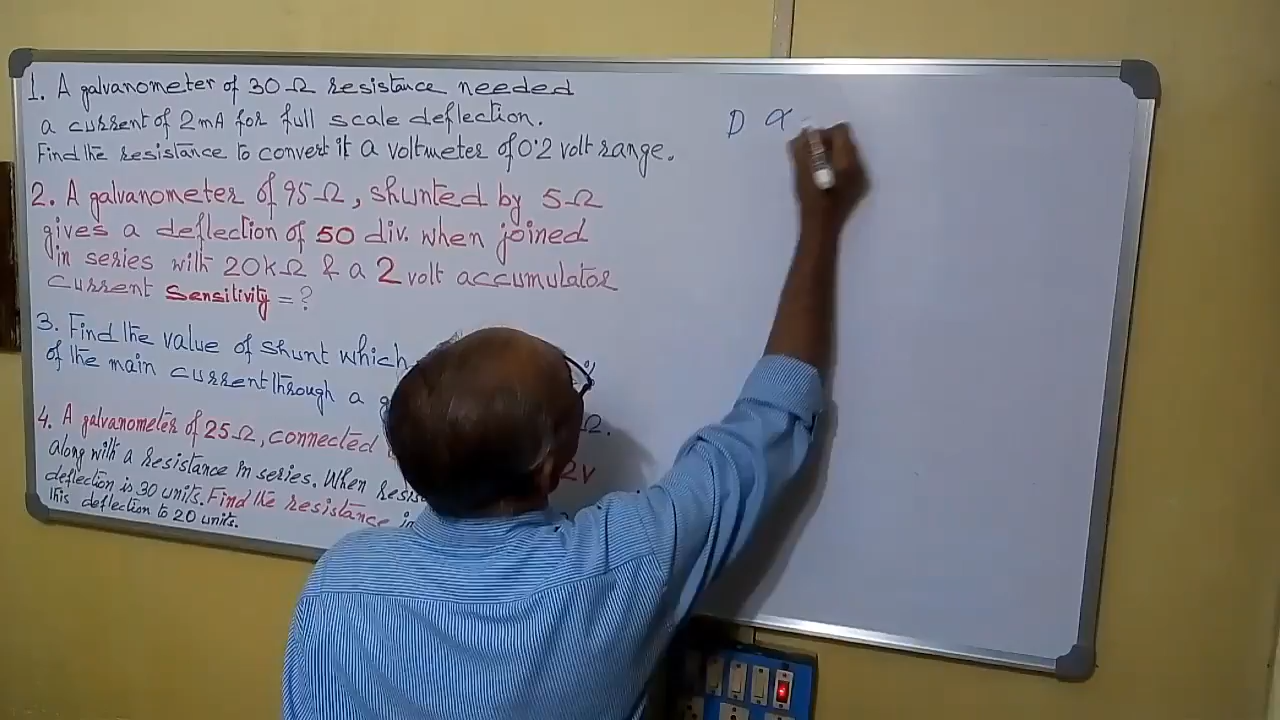 1. A galvanometer of 30Ω resistance needed
a current of 2mA for full scale deflection.
Find the resistance to convert it a voltmeter of 0.2 volt range.
2. A galvanometer of 95Ω, shunted by 5Ω
gives a deflection of 50 div. when joined
in series with 20kΩ & a 2 volt accumulator
current sensitivity = ?
3. Find the value of shunt which %
of the main current through a Ω.
4. A galvanometer of 25Ω, connected 2V
along with a resistance in series. When
deflection is 30 units. Find the resistance in
this deflection to 20 units.
D ∝